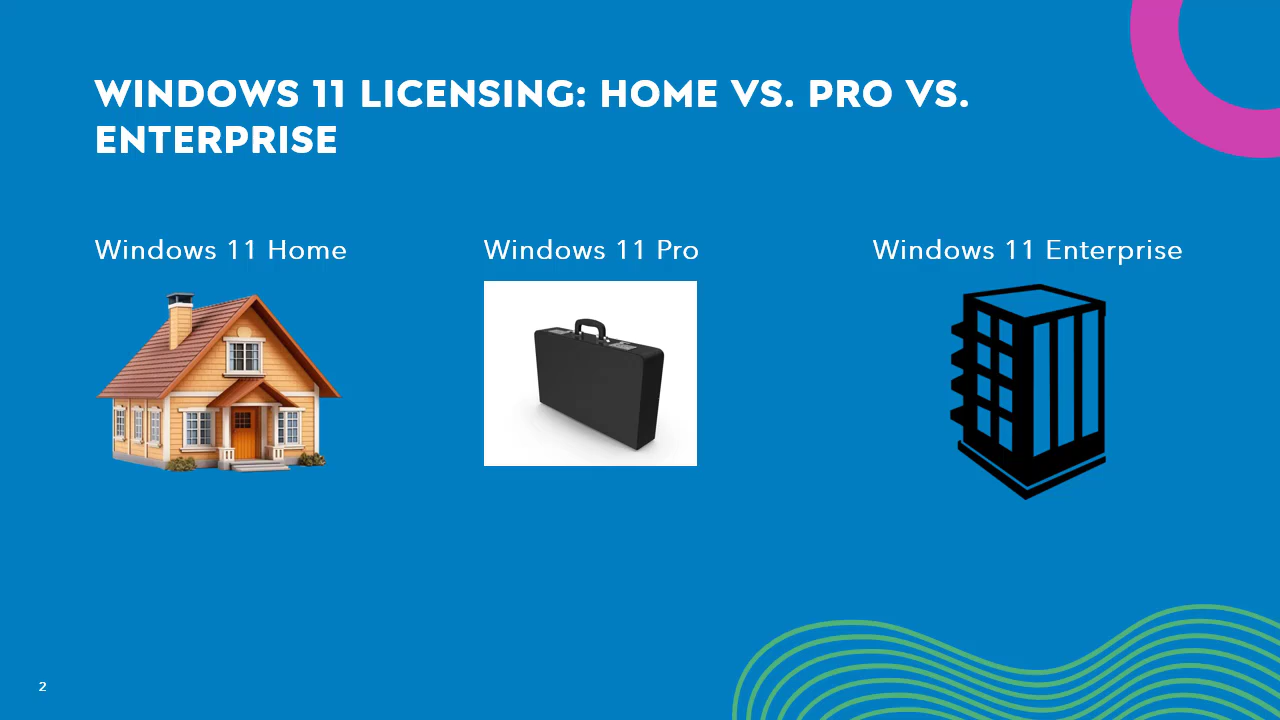 WINDOWS 11 LICENSING: HOME VS. PRO VS.
ENTERPRISE
Windows 11 Home
Windows 11 Pro
Windows 11 Enterprise
2